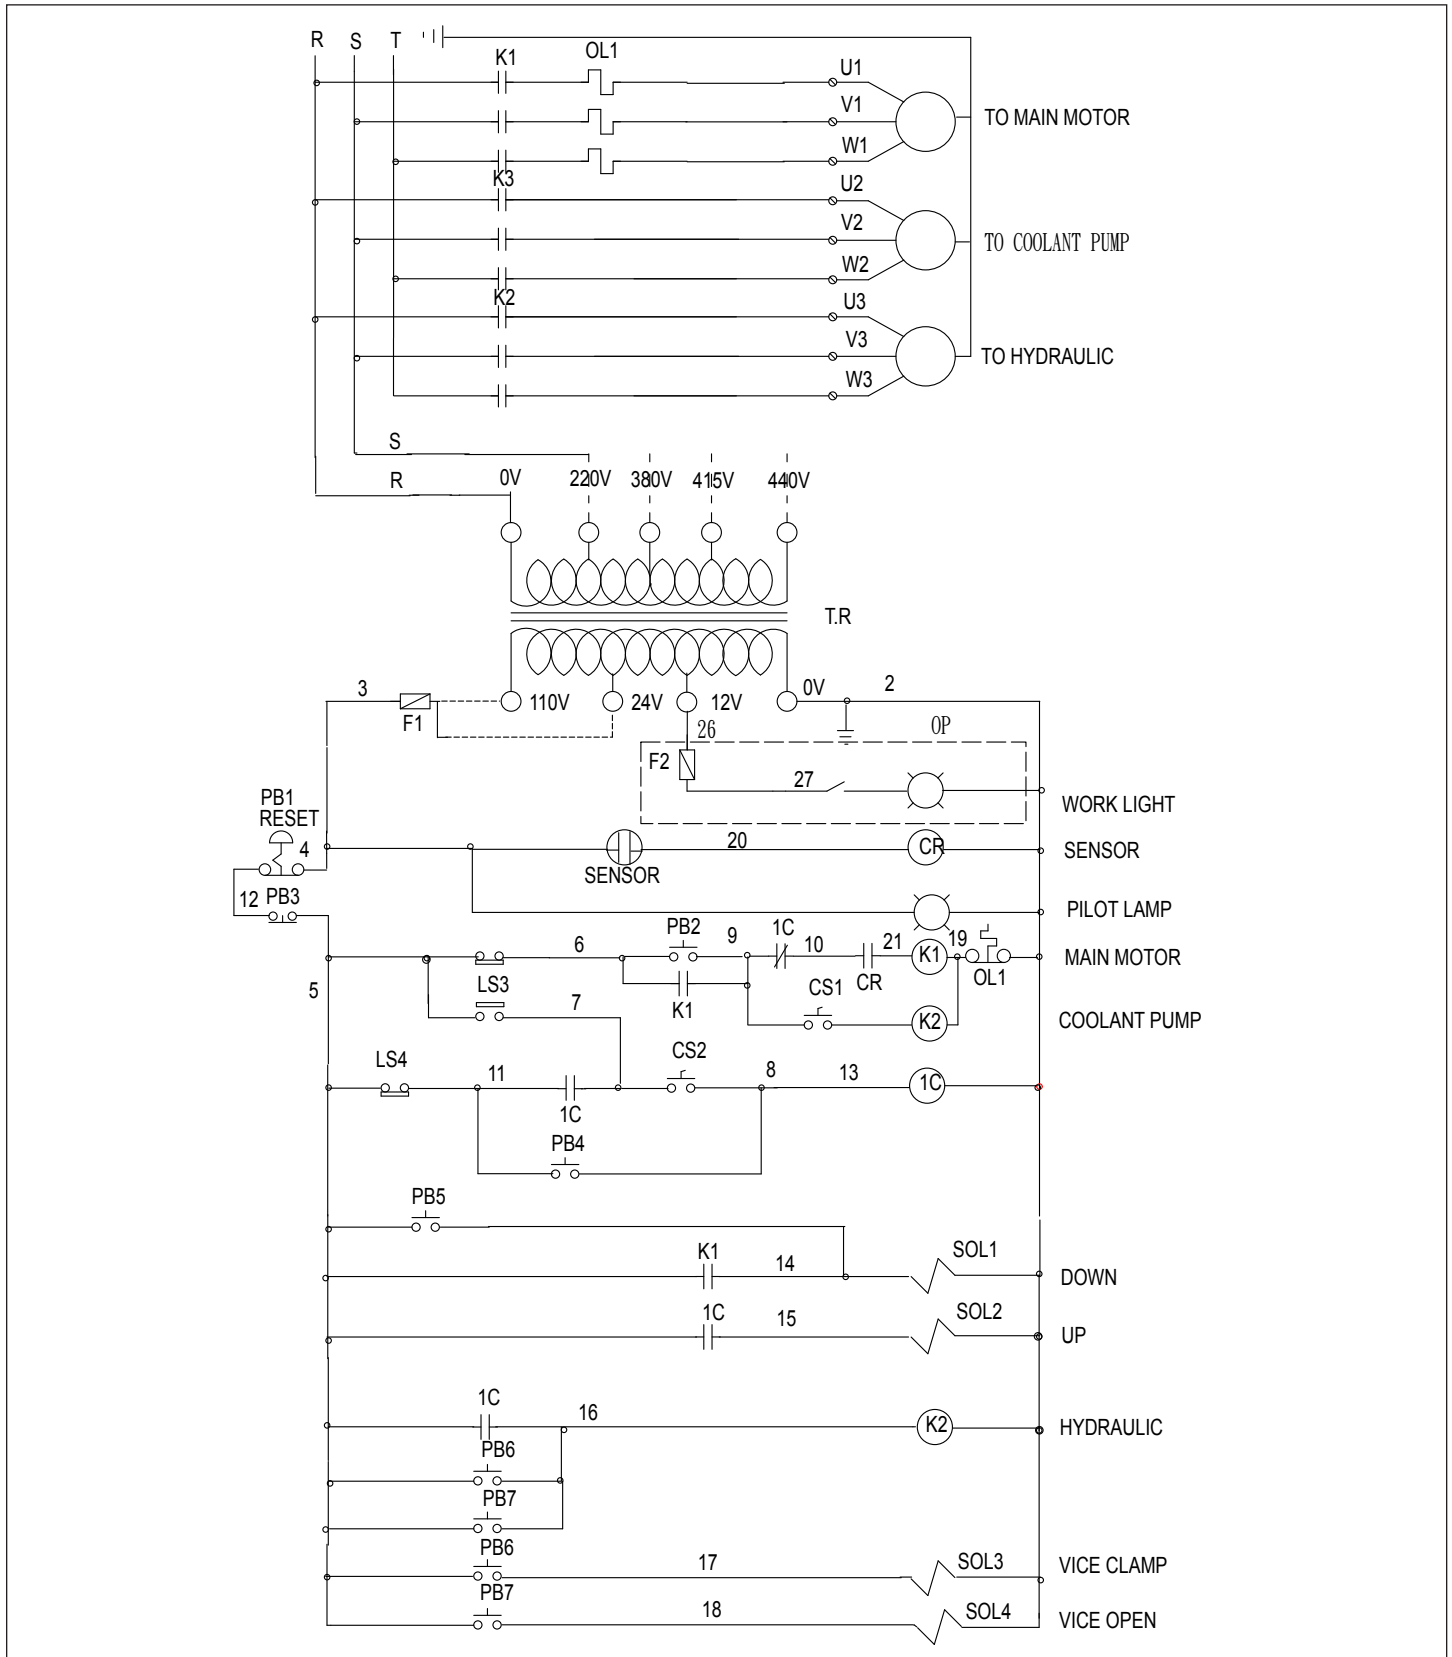 R S T
K1 OL1 U1
V1 TO MAIN MOTOR
W1
K3 U2
V2 TO COOLANT PUMP
W2
K2 U3
V3 TO HYDRAULIC
W3
S
R 0V 220V 380V 415V 440V
T.R
3 110V 24V 12V 0V 2
F1 26 OP
F2 27
WORK LIGHT
PB1
RESET
4 20 CR SENSOR
SENSOR
12 PB3 PILOT LAMP
6 PB2 9 1C 10 21 K1 19 MAIN MOTOR
5 LS3 7 K1 CS1 CR OL1
K2 COOLANT PUMP
LS4 11 CS2 8 13 1C
1C
PB4
PB5
K1 14 SOL1 DOWN
1C 15 SOL2 UP
1C 16 K2 HYDRAULIC
PB6
PB7
PB6 17 SOL3 VICE CLAMP
PB7 18 SOL4 VICE OPEN